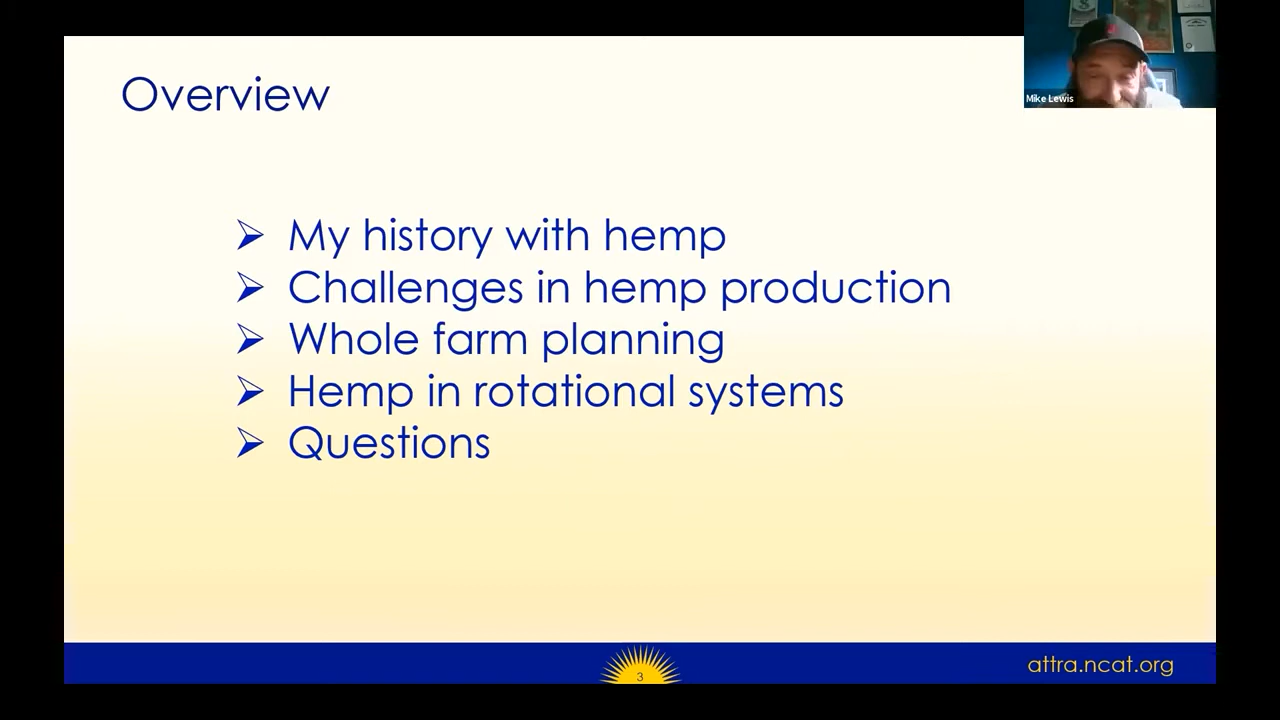 Overview
Mike Lewis
My history with hemp
Challenges in hemp production
Whole farm planning
Hemp in rotational systems
Questions
3
attra.ncat.org